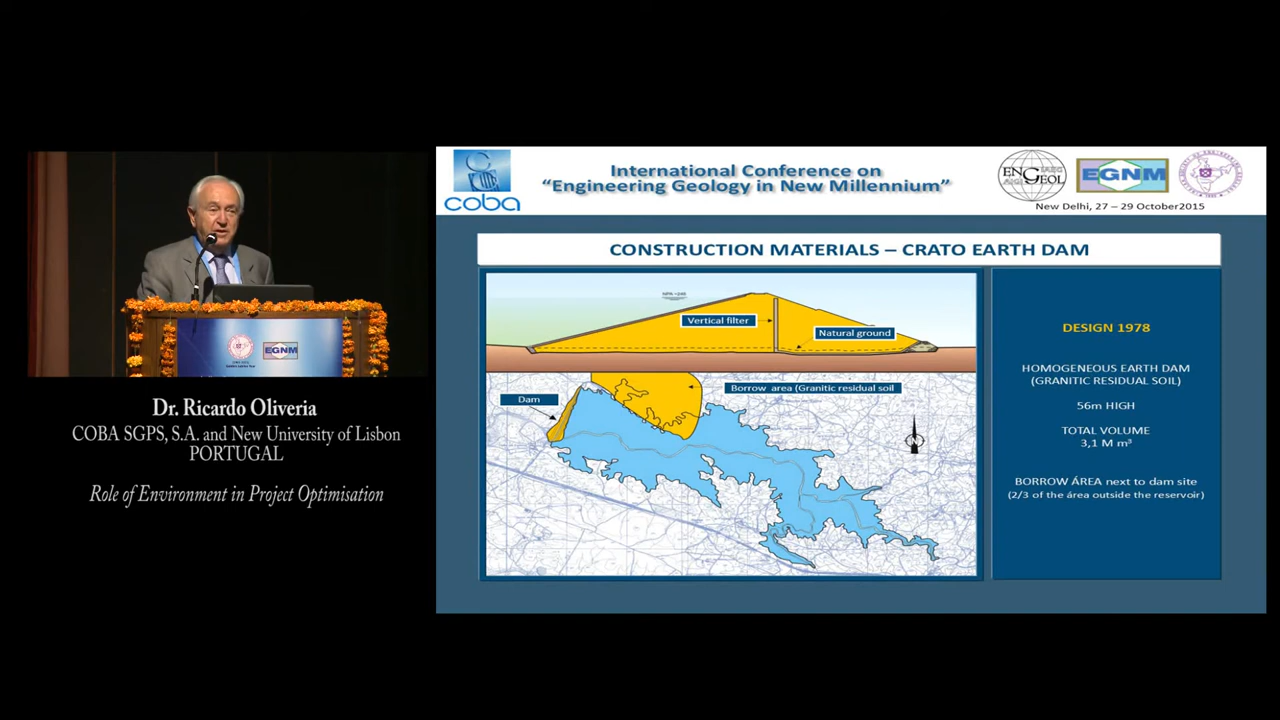 coba
International Conference on
“Engineering Geology in New Millennium”
ENGEOL
EGNM
New Delhi, 27 – 29 October2015
CONSTRUCTION MATERIALS – CRATO EARTH DAM
Vertical filter
Natural ground
Borrow area (Granitic residual soil
Dam
DESIGN 1978
HOMOGENEOUS EARTH DAM
(GRANITIC RESIDUAL SOIL)
56m HIGH
TOTAL VOLUME
3,1 M m³
BORROW ÁREA next to dam site
(2/3 of the área outside the reservoir)
EGNM
Dr. Ricardo Oliveria
COBA SGPS, S.A. and New University of Lisbon
PORTUGAL
Role of Environment in Project Optimisation